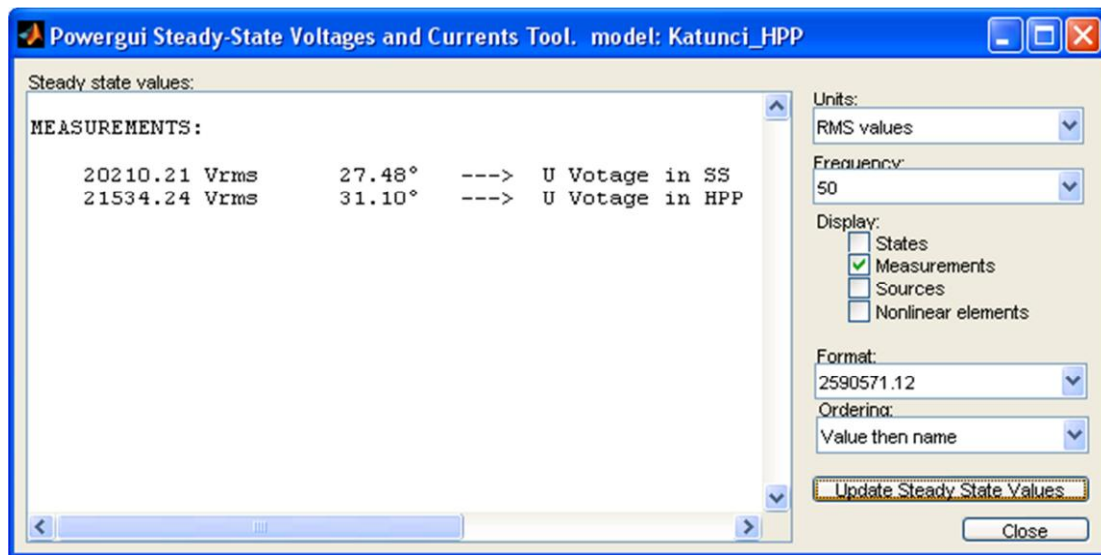 Powergui Steady-State Voltages and Currents Tool.  model: Katunci_HPP
Steady state values:
MEASUREMENTS:
20210.21 Vrms 27.48° ---> U Votage in SS
21534.24 Vrms 31.10° ---> U Votage in HPP
Units:
RMS values
Frequency:
50
Display:
States
Measurements
Sources
Nonlinear elements
Format:
2590571.12
Ordering:
Value then name
Update Steady State Values
Close